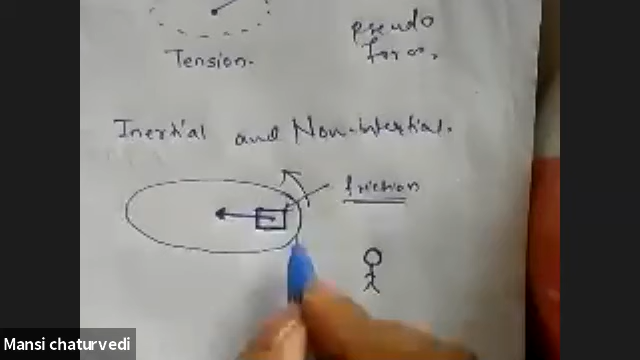 Tension.
pseudo
force.
Inertial and Non-inertial.
friction
Mansi chaturvedi